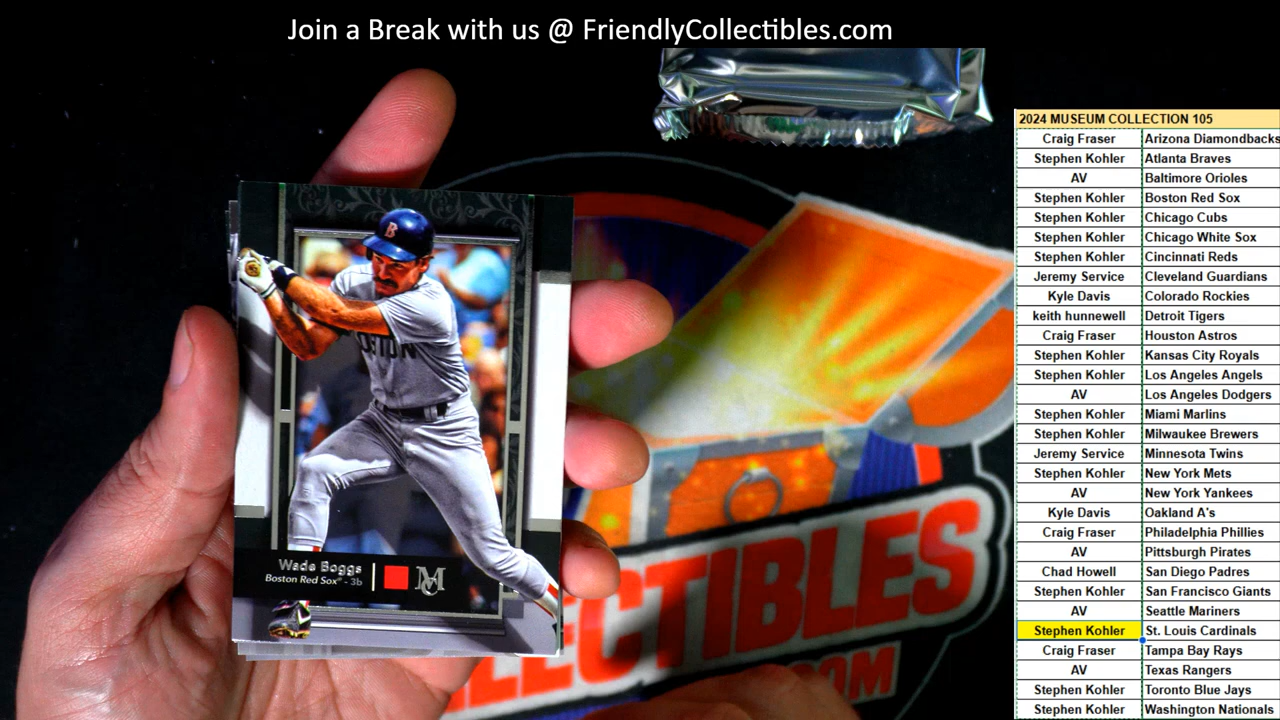 Join a Break with us @ FriendlyCollectibles.com
2024 MUSEUM COLLECTION 105
Craig Fraser Arizona Diamondbacks
Stephen Kohler Atlanta Braves
AV Baltimore Orioles
Stephen Kohler Boston Red Sox
Stephen Kohler Chicago Cubs
Stephen Kohler Chicago White Sox
Stephen Kohler Cincinnati Reds
Jeremy Service Cleveland Guardians
Kyle Davis Colorado Rockies
keith hunnewell Detroit Tigers
Craig Fraser Houston Astros
Stephen Kohler Kansas City Royals
Stephen Kohler Los Angeles Angels
AV Los Angeles Dodgers
Stephen Kohler Miami Marlins
Stephen Kohler Milwaukee Brewers
Jeremy Service Minnesota Twins
Stephen Kohler New York Mets
AV New York Yankees
Kyle Davis Oakland A's
Craig Fraser Philadelphia Phillies
AV Pittsburgh Pirates
Chad Howell San Diego Padres
Stephen Kohler San Francisco Giants
AV Seattle Mariners
Stephen Kohler St. Louis Cardinals
Craig Fraser Tampa Bay Rays
AV Texas Rangers
Stephen Kohler Toronto Blue Jays
Stephen Kohler Washington Nationals
B
STON
Wade Boggs
Boston Red Sox® - 3b
MC
LECTIBLES
.COM